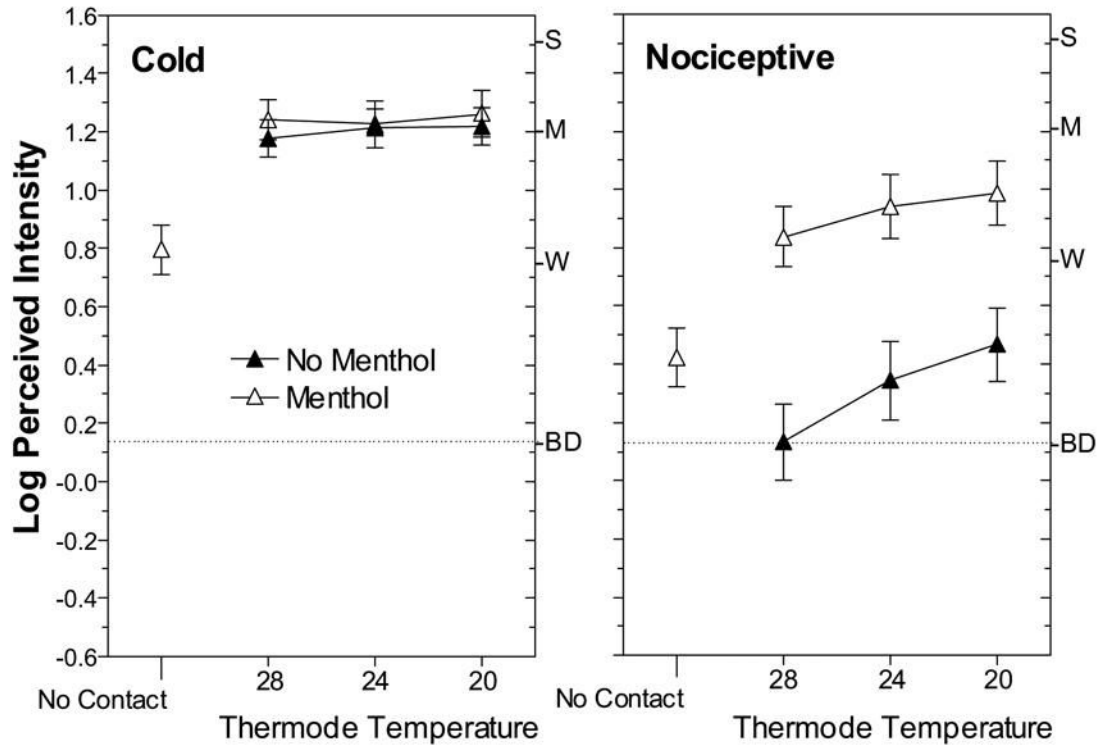 Log Perceived Intensity
1.6
1.4
1.2
1.0
0.8
0.6
0.4
0.2
-0.0
-0.2
-0.4
-0.6
Cold
S
M
W
BD
No Menthol
Menthol
No Contact
28
24
20
Thermode Temperature
Nociceptive
S
M
W
BD
No Contact
28
24
20
Thermode Temperature